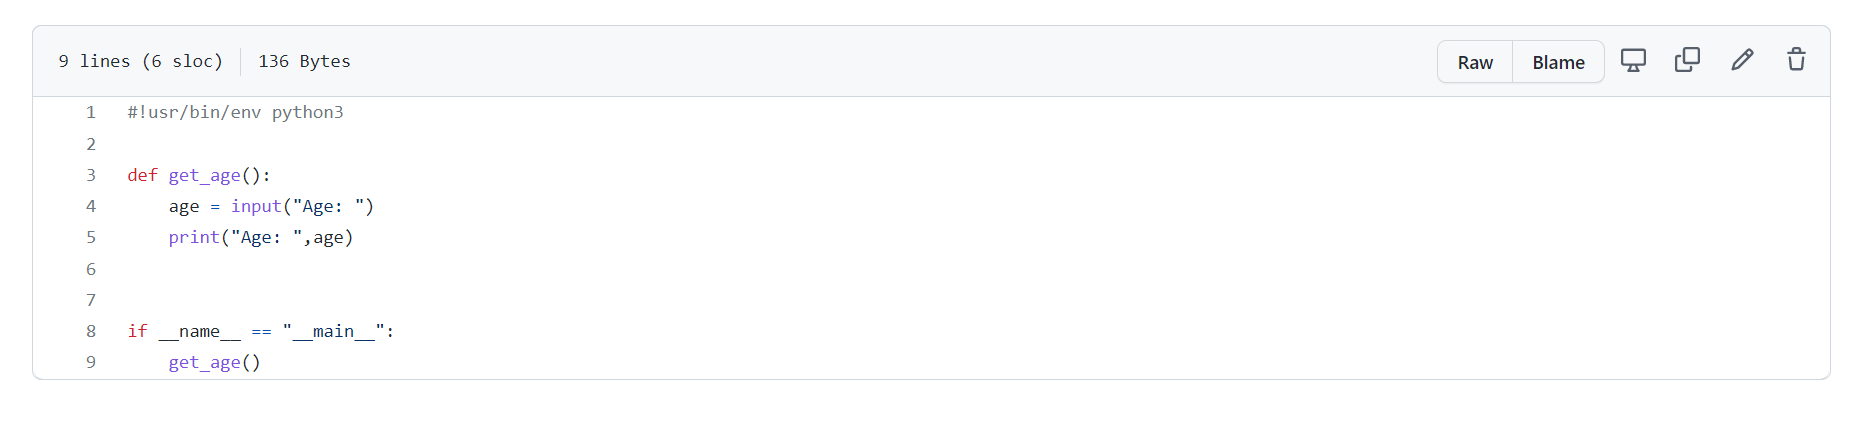 9 lines (6 sloc) 136 Bytes Raw Blame
1 #!usr/bin/env python3
2
3 def get_age():
4     age = input("Age: ")
5     print("Age: ",age)
6
7
8 if __name__ == "__main__":
9     get_age()